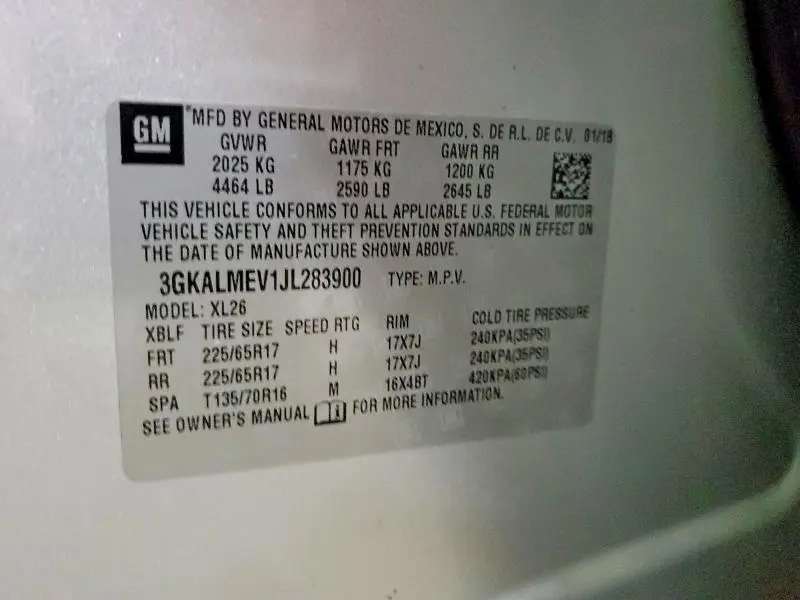 GM
MFD BY GENERAL MOTORS DE MEXICO, S. DE R.L. DE C.V. 01/18
GVWR GAWR FRT GAWR RR
2025 KG 1175 KG 1200 KG
4464 LB 2590 LB 2645 LB
THIS VEHICLE CONFORMS TO ALL APPLICABLE U.S. FEDERAL MOTOR
VEHICLE SAFETY AND THEFT PREVENTION STANDARDS IN EFFECT ON
THE DATE OF MANUFACTURE SHOWN ABOVE.
3GKALMEV1JL283900 TYPE: M.P.V.
MODEL: XL26
XBLF TIRE SIZE SPEED RTG RIM COLD TIRE PRESSURE
FRT 225/65R17 H 17X7J 240KPA(35PSI)
RR 225/65R17 H 17X7J 240KPA(35PSI)
SPA T135/70R16 M 16X4BT 420KPA(60PSI)
SEE OWNER'S MANUAL FOR MORE INFORMATION.